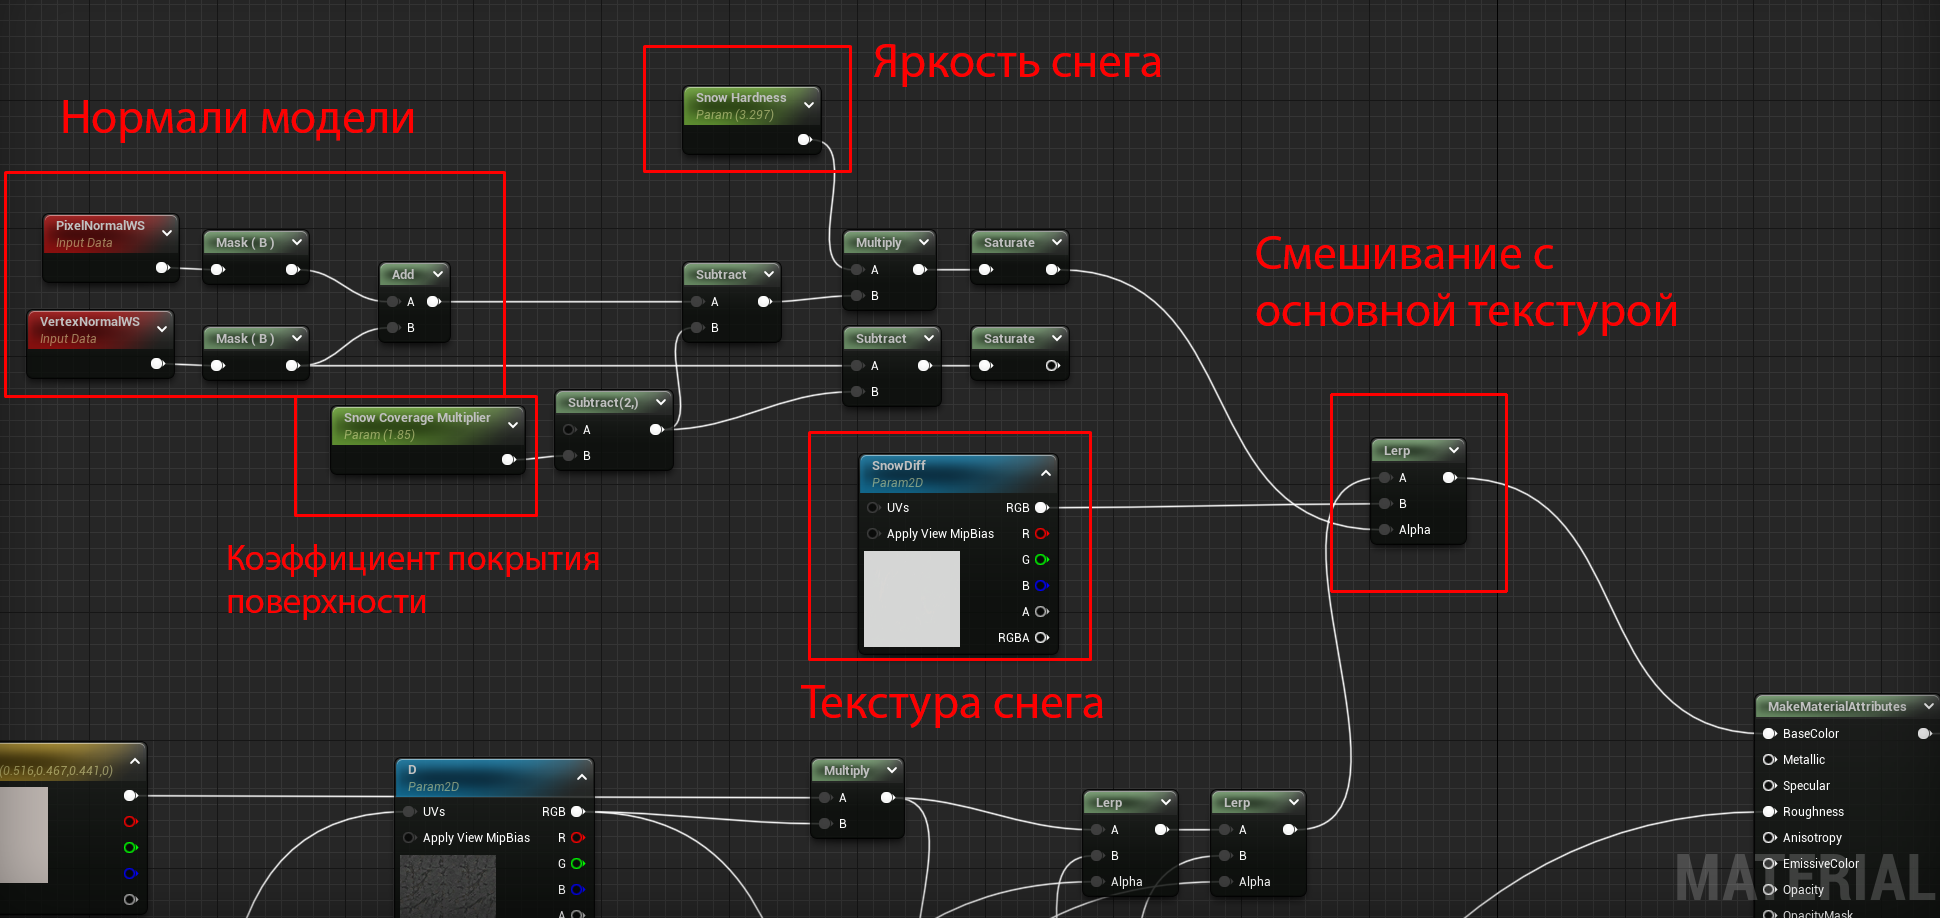 Яркость снега
Snow Hardness
Param (3.297)
Нормали модели
PixelNormalWS
Input Data
Mask ( B )
Add
A
B
VertexNormalWS
Input Data
Mask ( B )
Subtract
A
B
Multiply
A
B
Saturate
Subtract
A
B
Saturate
Смешивание с
основной текстурой
Snow Coverage Multiplier
Param (1.85)
Subtract(2,)
A
B
Коэффициент покрытия
поверхности
SnowDiff
Param2D
UVs
RGB
Apply View MipBias
R
G
B
A
RGBA
Текстура снега
Lerp
A
B
Alpha
(0.516,0.467,0.441,0)
D
Param2D
UVs
RGB
Apply View MipBias
R
G
B
A
Multiply
A
B
Lerp
A
B
Alpha
Lerp
A
B
Alpha
MakeMaterialAttributes
BaseColor
Metallic
Specular
Roughness
Anisotropy
EmissiveColor
Opacity
OpacityMask
MATERIAL